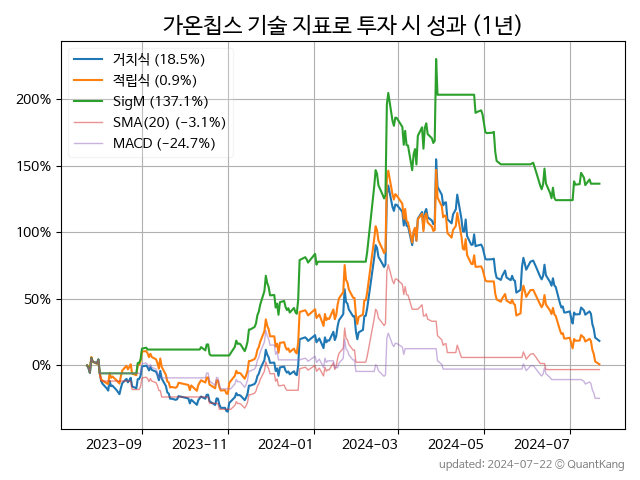 가온칩스 기술 지표로 투자 시 성과 (1년)
거치식 (18.5%)
적립식 (0.9%)
SigM (137.1%)
SMA(20) (−3.1%)
MACD (−24.7%)
200%
150%
100%
50%
0%
2023-09 2023-11 2024-01 2024-03 2024-05 2024-07
updated: 2024-07-22 © QuantKang